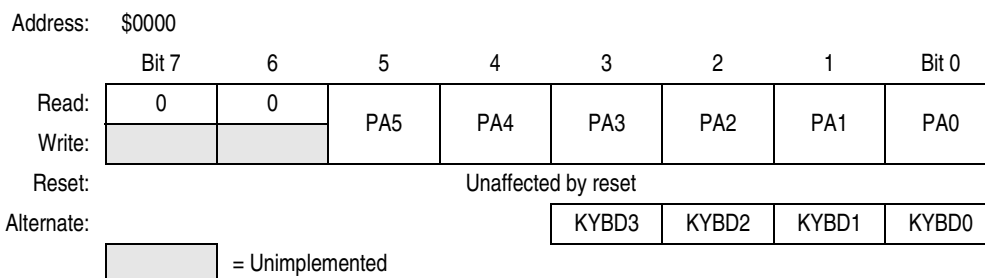 Address: $0000
Bit 7 6 5 4 3 2 1 Bit 0
Read: 0 0 PA5 PA4 PA3 PA2 PA1 PA0
Write:
Reset: Unaffected by reset
Alternate: KYBD3 KYBD2 KYBD1 KYBD0
= Unimplemented